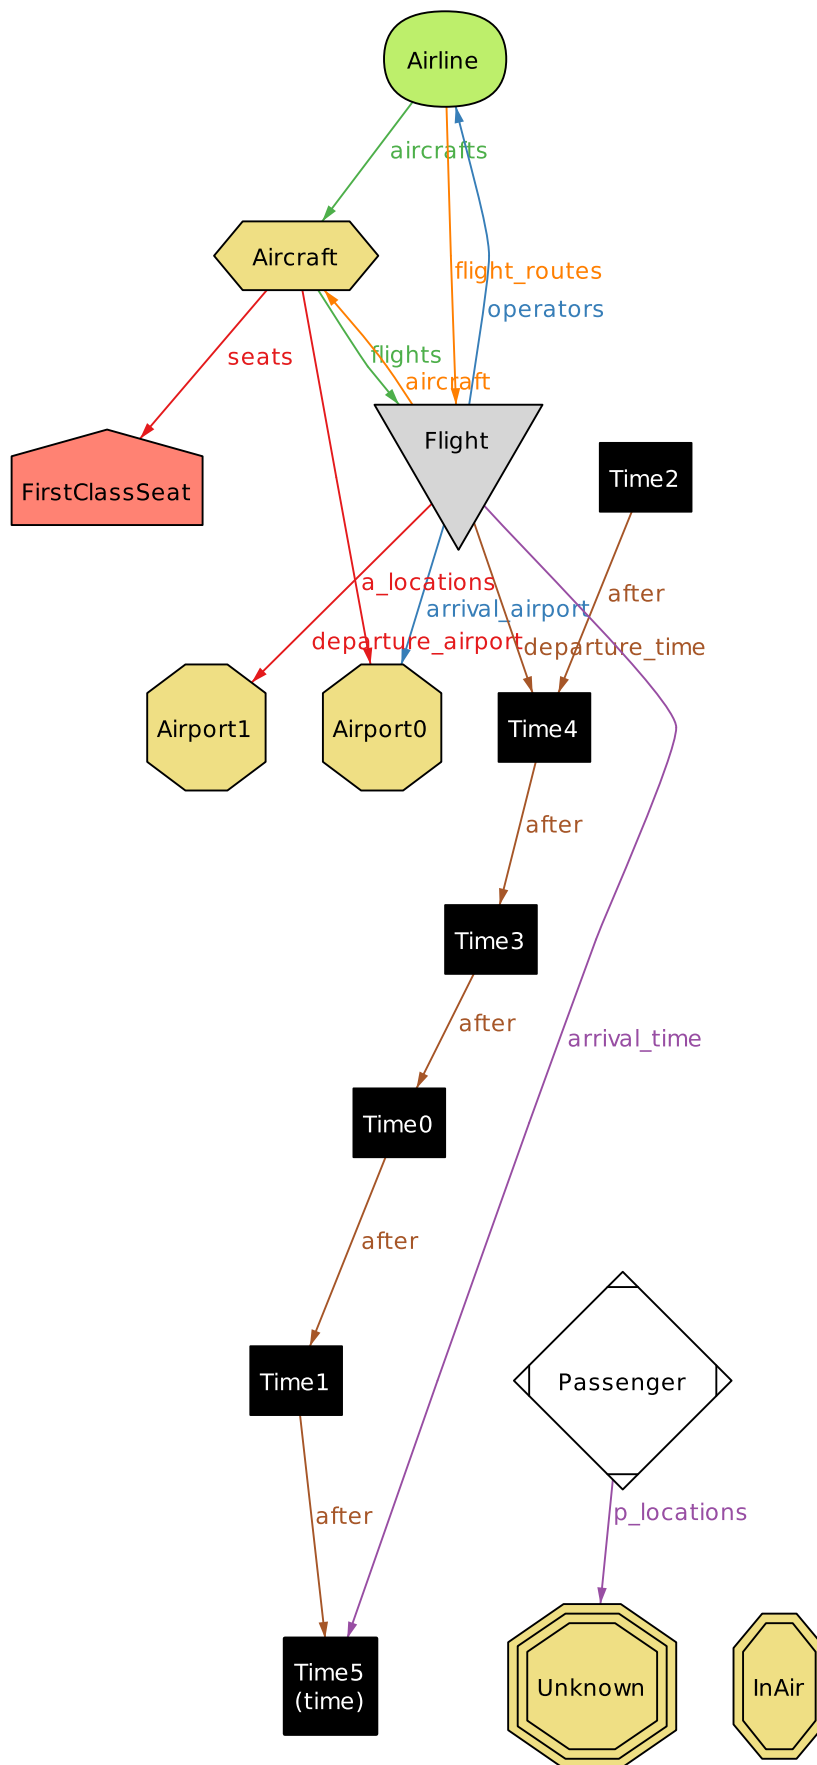 Airline
aircrafts
Aircraft
flight_routes
operators
seats
flights
aircraft
Flight
Time2
FirstClassSeat
a_locations
after
arrival_airport
departure_airport
departure_time
Airport1
Airport0
Time4
after
Time3
after
arrival_time
Time0
after
Time1
Passenger
after
p_locations
Time5
(time)
Unknown
InAir